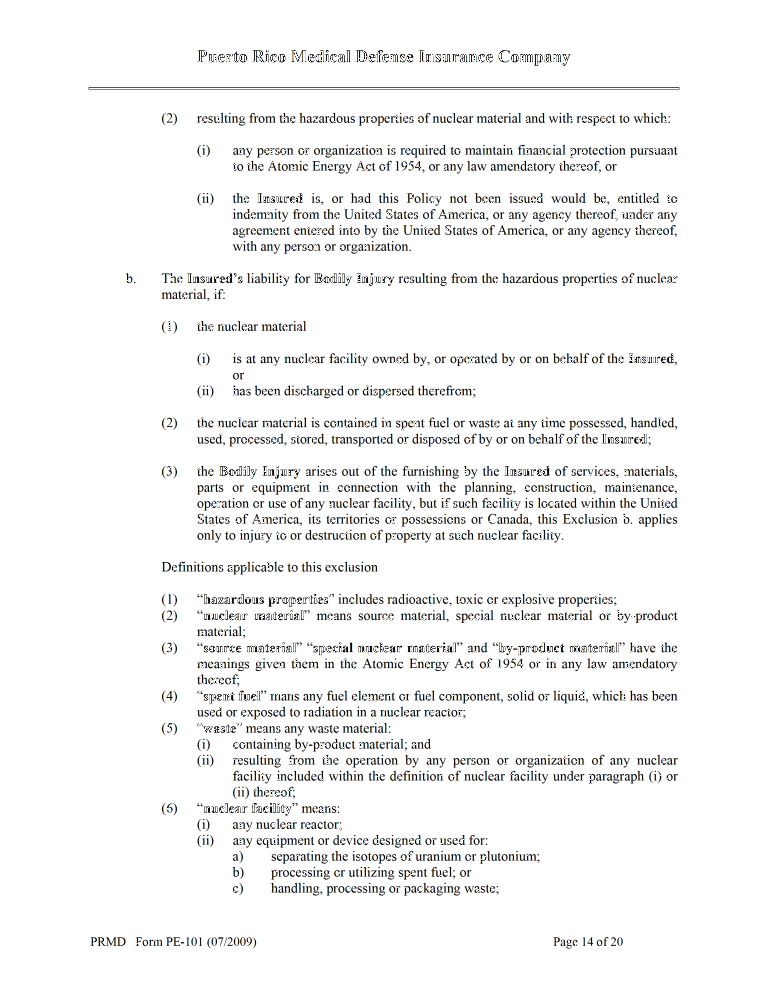 Puerto Rico Medical Defense Insurance Company
(2) resulting from the hazardous properties of nuclear material and with respect to which:
(i) any person or organization is required to maintain financial protection pursuant
to the Atomic Energy Act of 1954, or any law amendatory thereof, or
(ii) the Insured is, or had this Policy not been issued would be, entitled to
indemnity from the United States of America, or any agency thereof, under any
agreement entered into by the United States of America, or any agency thereof,
with any person or organization.
b. The Insured's liability for Bodily Injury resulting from the hazardous properties of nuclear
material, if:
(1) the nuclear material
(i) is at any nuclear facility owned by, or operated by or on behalf of the Insured,
or
(ii) has been discharged or dispersed therefrom;
(2) the nuclear material is contained in spent fuel or waste at any time possessed, handled,
used, processed, stored, transported or disposed of by or on behalf of the Insured;
(3) the Bodily Injury arises out of the furnishing by the Insured of services, materials,
parts or equipment in connection with the planning, construction, maintenance,
operation or use of any nuclear facility, but if such facility is located within the United
States of America, its territories or possessions or Canada, this Exclusion b. applies
only to injury to or destruction of property at such nuclear facility.
Definitions applicable to this exclusion
(1) “hazardous properties” includes radioactive, toxic or explosive properties;
(2) “nuclear material” means source material, special nuclear material or by-product
material;
(3) “source material” “special nuclear material” and “by-product material” have the
meanings given them in the Atomic Energy Act of 1954 or in any law amendatory
thereof;
(4) “spent fuel” mans any fuel element or fuel component, solid or liquid, which has been
used or exposed to radiation in a nuclear reactor;
(5) “waste” means any waste material:
(i) containing by-product material; and
(ii) resulting from the operation by any person or organization of any nuclear
facility included within the definition of nuclear facility under paragraph (i) or
(ii) thereof;
(6) “nuclear facility” means:
(i) any nuclear reactor;
(ii) any equipment or device designed or used for:
a) separating the isotopes of uranium or plutonium;
b) processing or utilizing spent fuel; or
c) handling, processing or packaging waste;
PRMD Form PE-101 (07/2009) Page 14 of 20